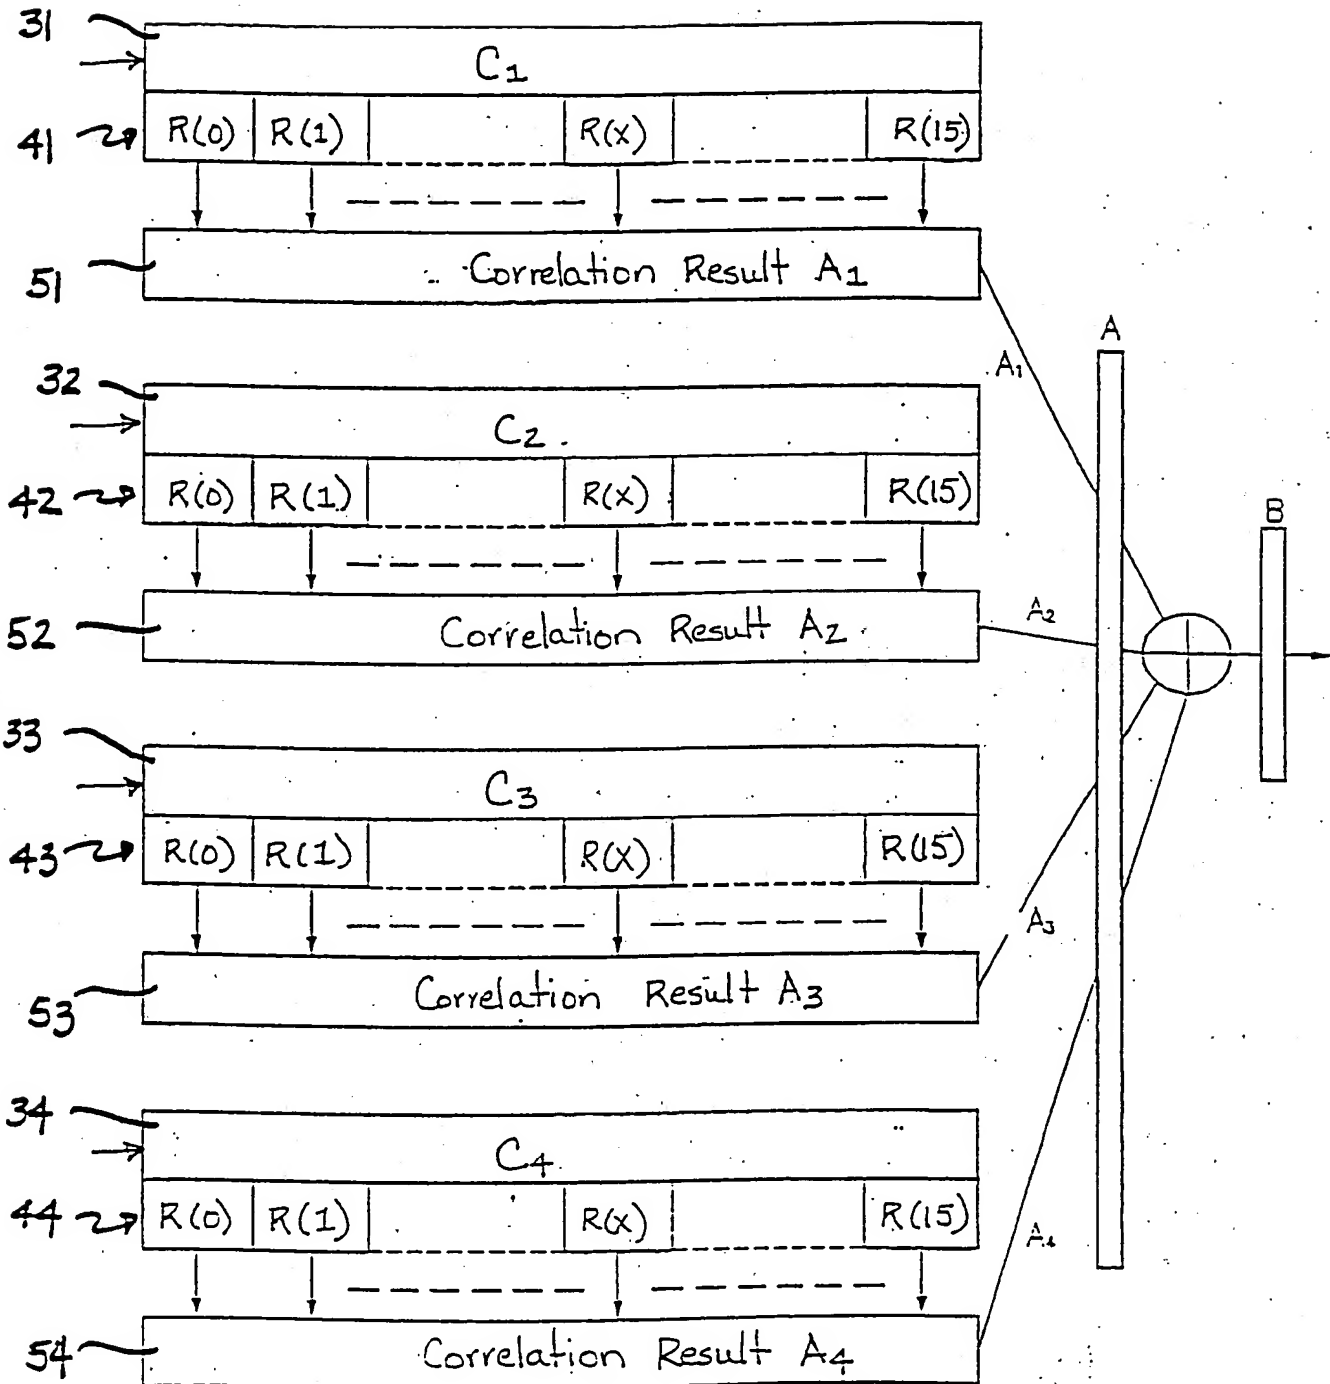 31
C1
41 R(0) R(1) R(x) R(15)
51 Correlation Result A1
A
A1
32
C2
42 R(0) R(1) R(x) R(15)
B
52 Correlation Result A2
A2
33
C3
43 R(0) R(1) R(x) R(15)
A3
53 Correlation Result A3
34
C4
44 R(0) R(1) R(x) R(15)
A4
54 Correlation Result A4